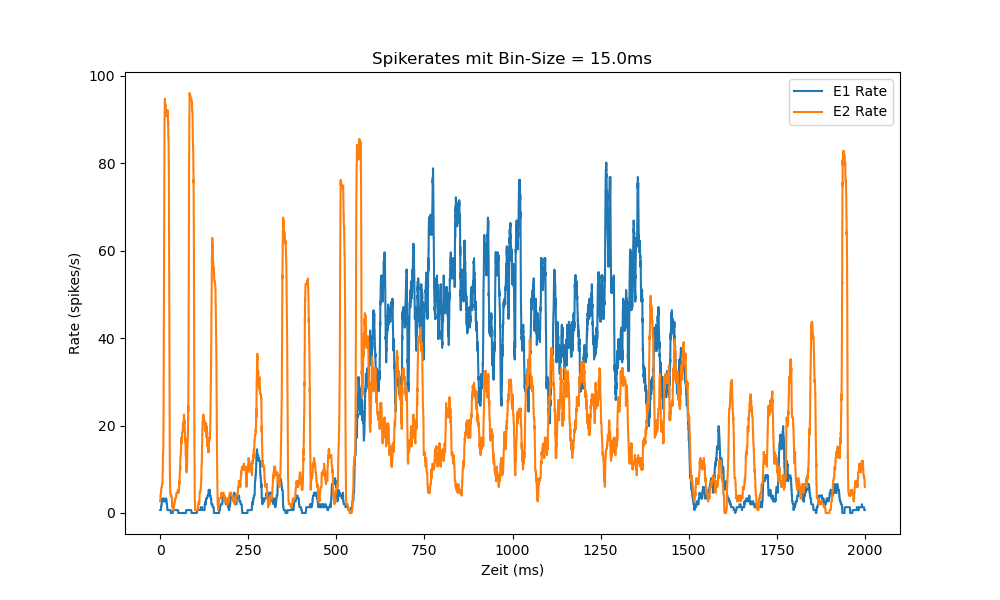 Spikerates mit Bin-Size = 15.0ms
E1 Rate
E2 Rate
100
80
60
40
20
0
Rate (spikes/s)
0 250 500 750 1000 1250 1500 1750 2000
Zeit (ms)